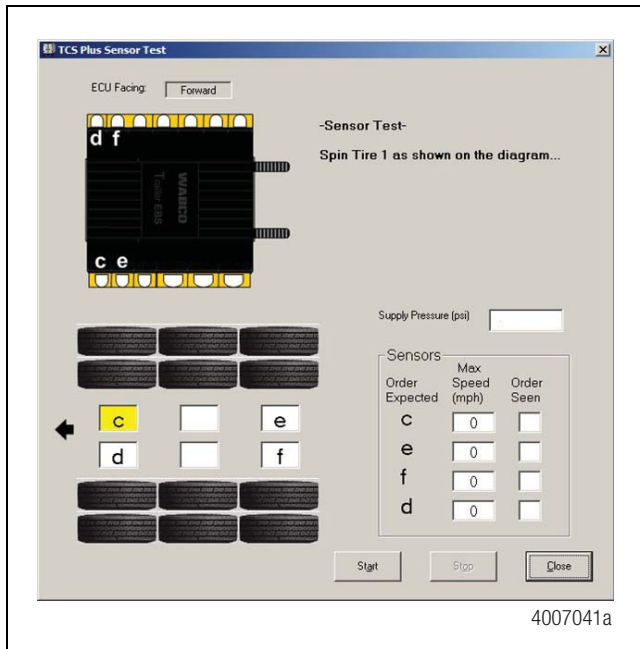 TCS Plus Sensor Test
ECU Facing: Forward
d f
WABCO
Trailer EBS
c e
-Sensor Test-
Spin Tire 1 as shown on the diagram...
Supply Pressure (psi)
c e
d f
Sensors
Order Expected Max Speed (mph) Order Seen
c 0
e 0
f 0
d 0
Start Stop Close
4007041a